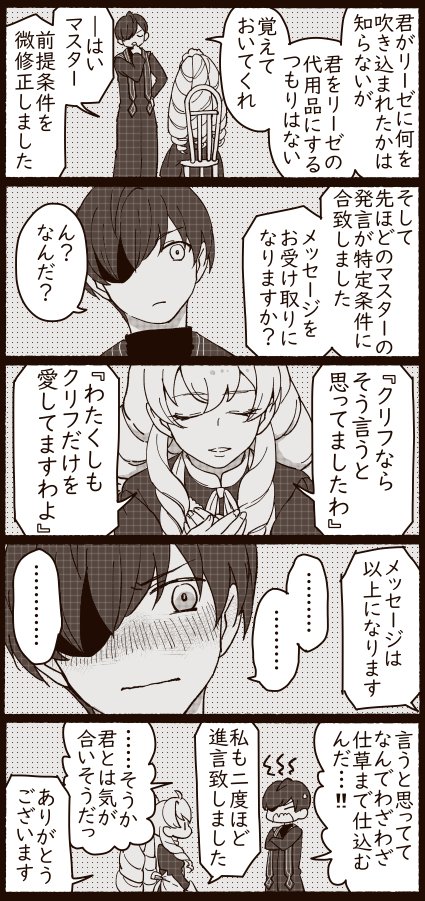 君がリーゼに何を
吹き込まれたかは
知らないが
君をリーゼの
代用品にする
つもりはない
覚えて
おいてくれ
―はい
マスター
前提条件を
微修正しました
そして
先ほどのマスターの
発言が特定条件に
合致しました
メッセージを
お受け取りに
なりますか？
ん？
なんだ？
『クリフなら
そう言うと
思ってましたわ』
『わたくしも
クリフだけを
愛してますわよ』
メッセージは
以上になります
………
………
………
言うと思ってて
なんでわざわざ
仕草まで仕込む
んだ…!!
私も二度ほど
進言致しました
……そうか
君とは気が
合いそうだっ
ありがとう
ございます